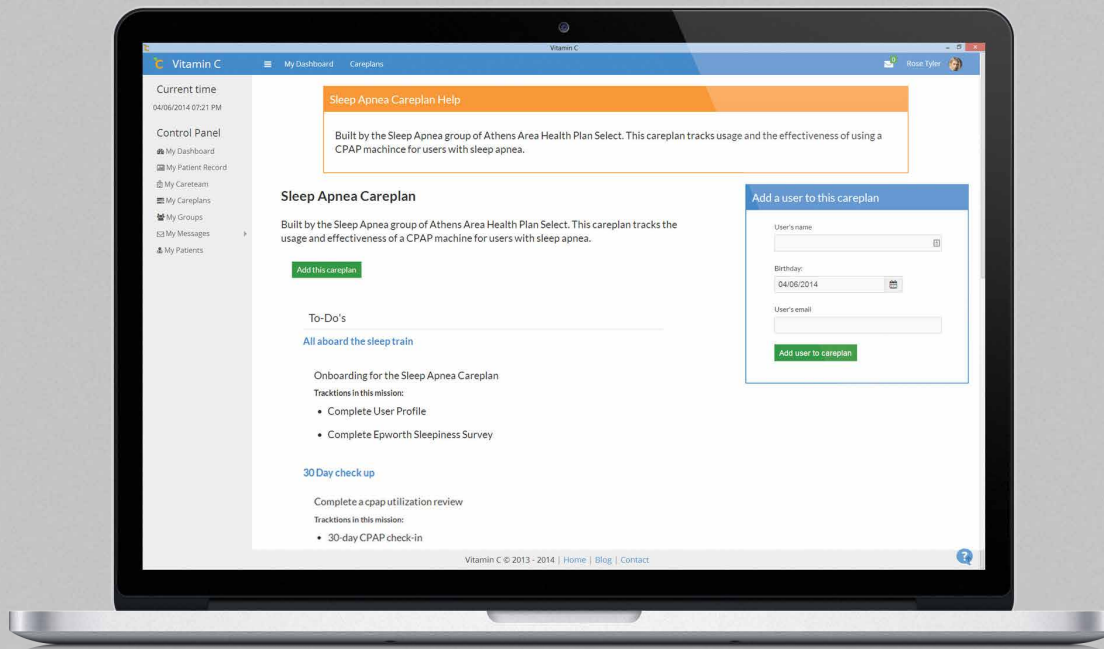 Vitamin C
Vitamin C
My Dashboard
Careplans
0
Rose Tyler
Current time
04/06/2014 07:21 PM
Control Panel
My Dashboard
My Patient Record
My Careteam
My Careplans
My Groups
My Messages
My Patients
Sleep Apnea Careplan Help
Built by the Sleep Apnea group of Athens Area Health Plan Select. This careplan tracks usage and the effectiveness of using a
CPAP machince for users with sleep apnea.
Sleep Apnea Careplan
Built by the Sleep Apnea group of Athens Area Health Plan Select. This careplan tracks the
usage and effectiveness of a CPAP machine for users with sleep apnea.
Add this careplan
To-Do's
All aboard the sleep train
Onboarding for the Sleep Apnea Careplan
Tracktions in this mission:
• Complete User Profile
• Complete Epworth Sleepiness Survey
30 Day check up
Complete a cpap utilization review
Tracktions in this mission:
• 30-day CPAP check-in
Add a user to this careplan
User's name
Birthday:
04/06/2014
User's email
Add user to careplan
Vitamin C © 2013 - 2014 | Home | Blog | Contact
?